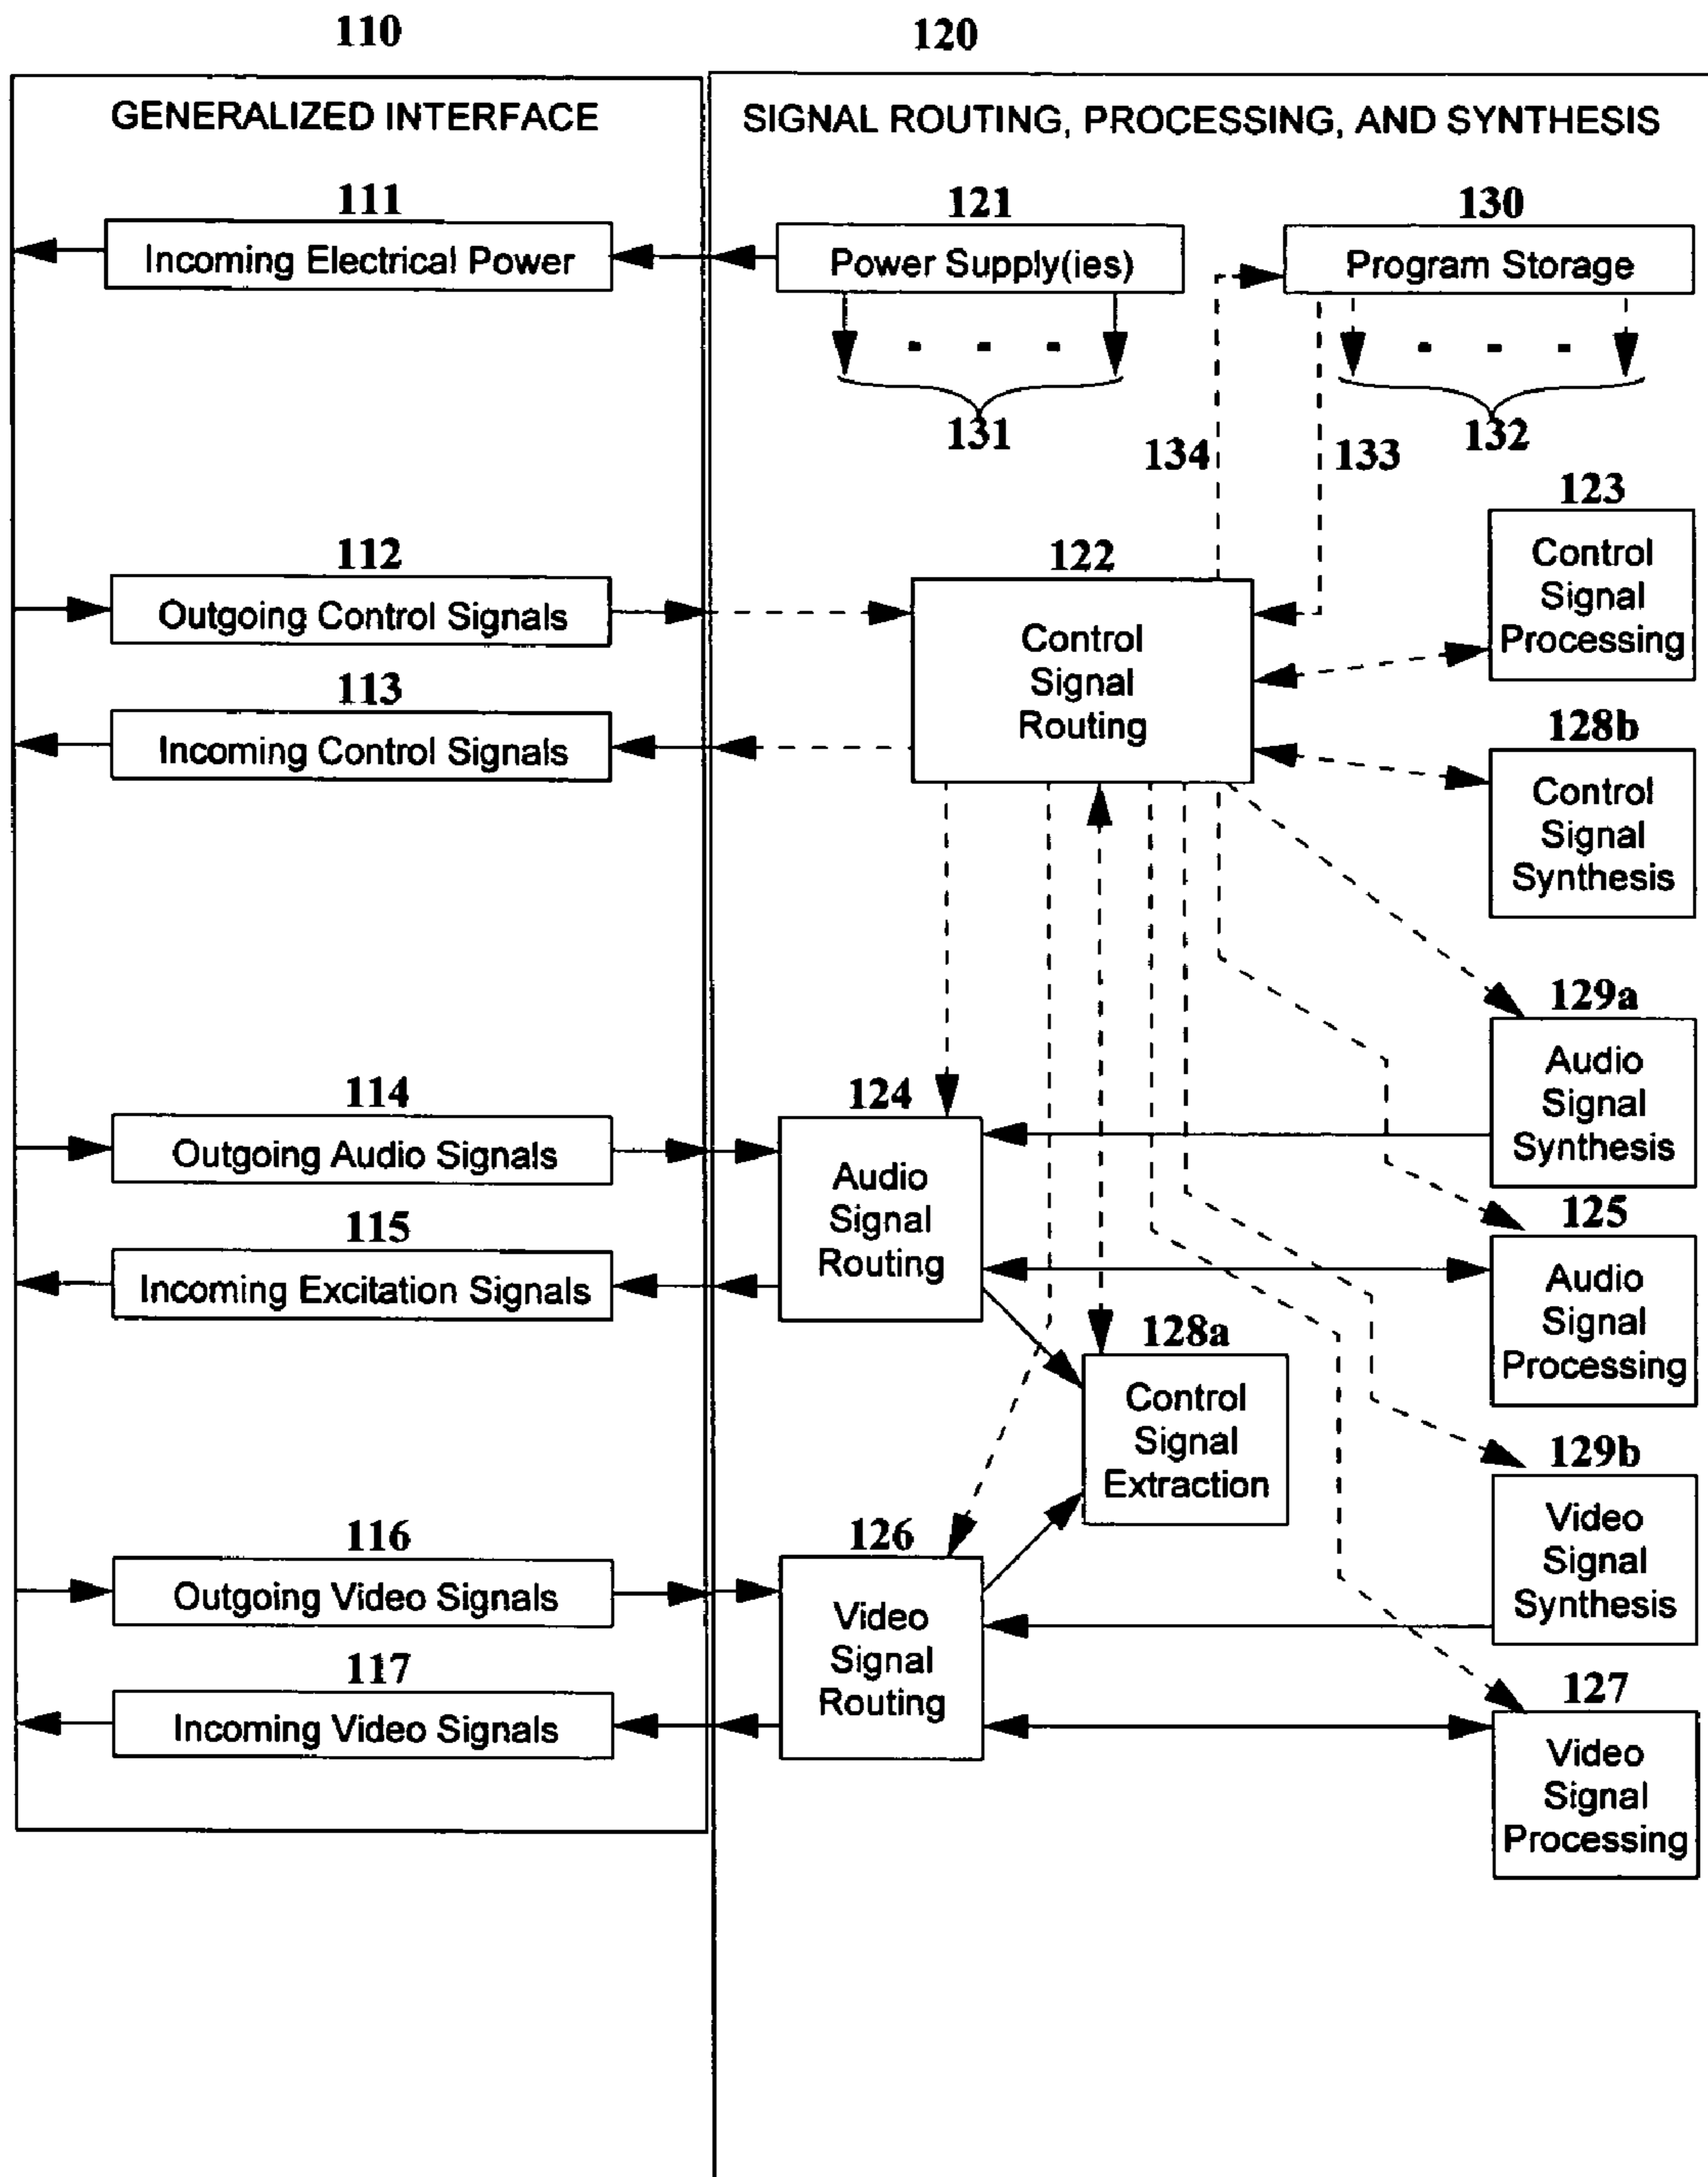 110
120
GENERALIZED INTERFACE
SIGNAL ROUTING, PROCESSING, AND SYNTHESIS
111
Incoming Electrical Power
121
Power Supply(ies)
130
Program Storage
131
132
134
133
123
Control
Signal
Processing
112
Outgoing Control Signals
122
Control
Signal
Routing
113
Incoming Control Signals
128b
Control
Signal
Synthesis
129a
Audio
Signal
Synthesis
114
Outgoing Audio Signals
124
Audio
Signal
Routing
115
Incoming Excitation Signals
125
Audio
Signal
Processing
128a
Control
Signal
Extraction
129b
Video
Signal
Synthesis
116
Outgoing Video Signals
126
Video
Signal
Routing
117
Incoming Video Signals
127
Video
Signal
Processing